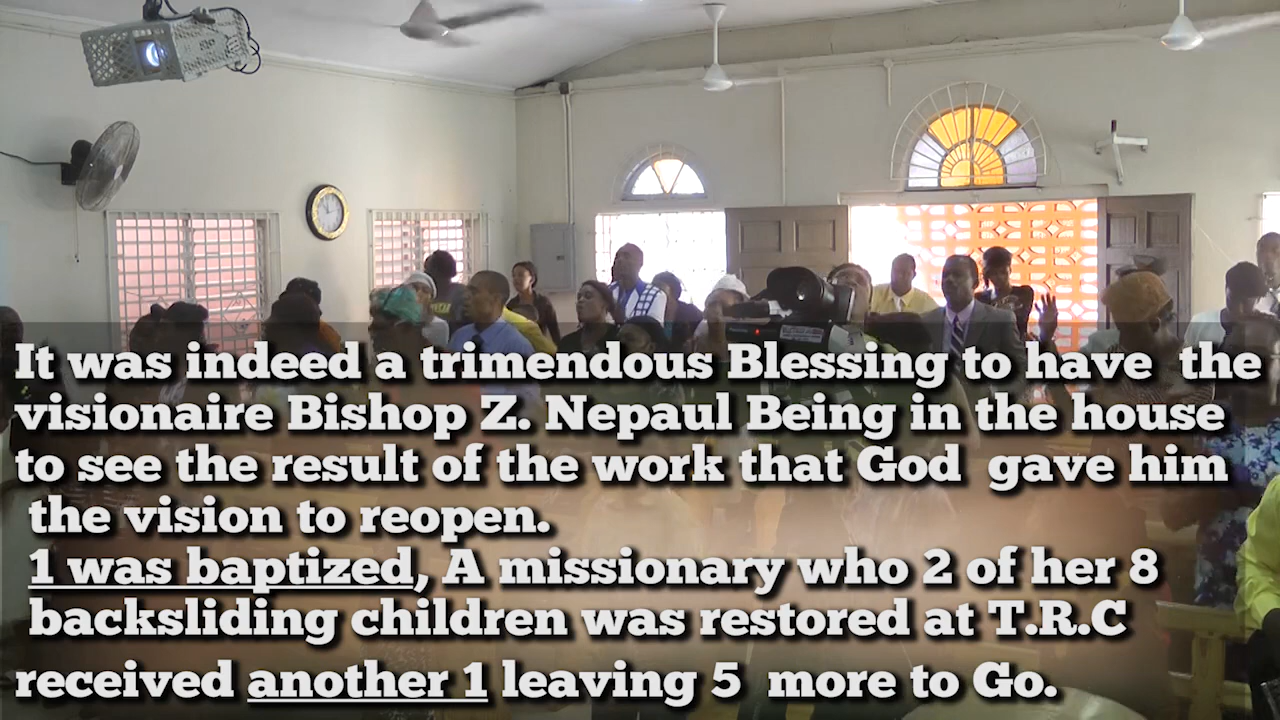 It was indeed a trimendous Blessing to have the
visionaire Bishop Z. Nepaul Being in the house
to see the result of the work that God gave him
the vision to reopen.
1 was baptized, A missionary who 2 of her 8
backsliding children was restored at T.R.C
received another 1 leaving 5 more to Go.